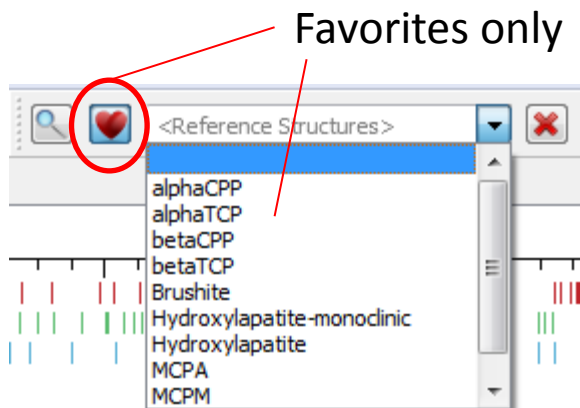 Favorites only
<Reference Structures>
alphaCPP
alphaTCP
betaCPP
betaTCP
Brushite
Hydroxylapatite-monoclinic
Hydroxylapatite
MCPA
MCPM